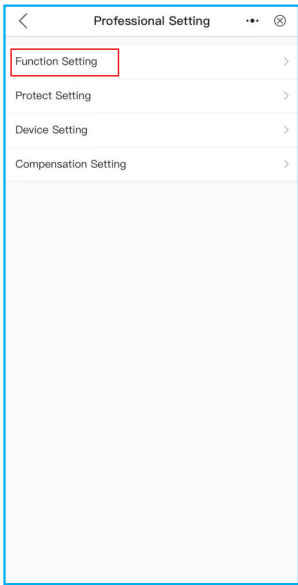 Professional Setting
Function Setting
Protect Setting
Device Setting
Compensation Setting